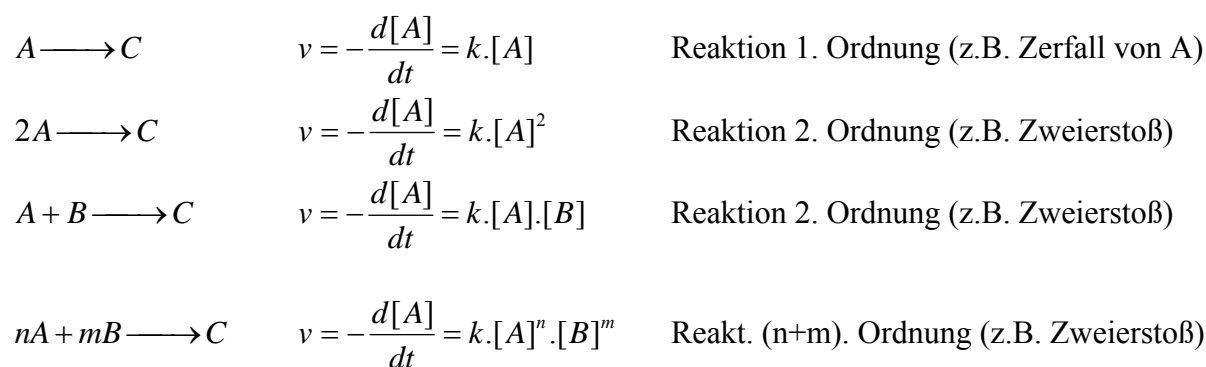 A ⟶ C v = −d[A]/dt = k.[A] Reaktion 1. Ordnung (z.B. Zerfall von A)
2A ⟶ C v = −d[A]/dt = k.[A]² Reaktion 2. Ordnung (z.B. Zweierstoß)
A + B ⟶ C v = −d[A]/dt = k.[A].[B] Reaktion 2. Ordnung (z.B. Zweierstoß)
nA + mB ⟶ C v = −d[A]/dt = k.[A]ⁿ.[B]ᵐ Reakt. (n+m). Ordnung (z.B. Zweierstoß)